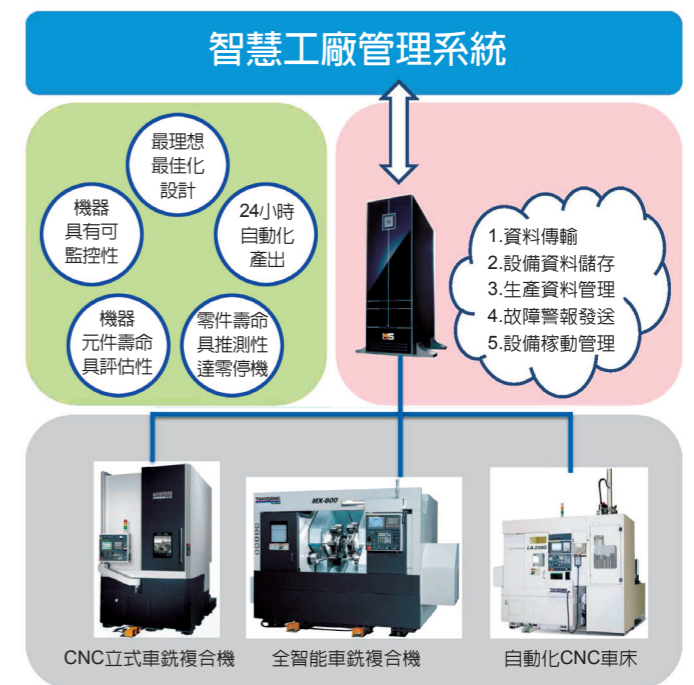 智慧工廠管理系統
最理想
最佳化
設計
機器
具有可
監控性
24小時
自動化
產出
機器
元件壽命
具評估性
零件壽命
具推測性
達零停機
1.資料傳輸
2.設備資料儲存
3.生產資料管理
4.故障警報發送
5.設備稼動管理
TAKISAWA
MX-800
CNC立式車銑複合機
全智能車銑複合機
自動化CNC車床